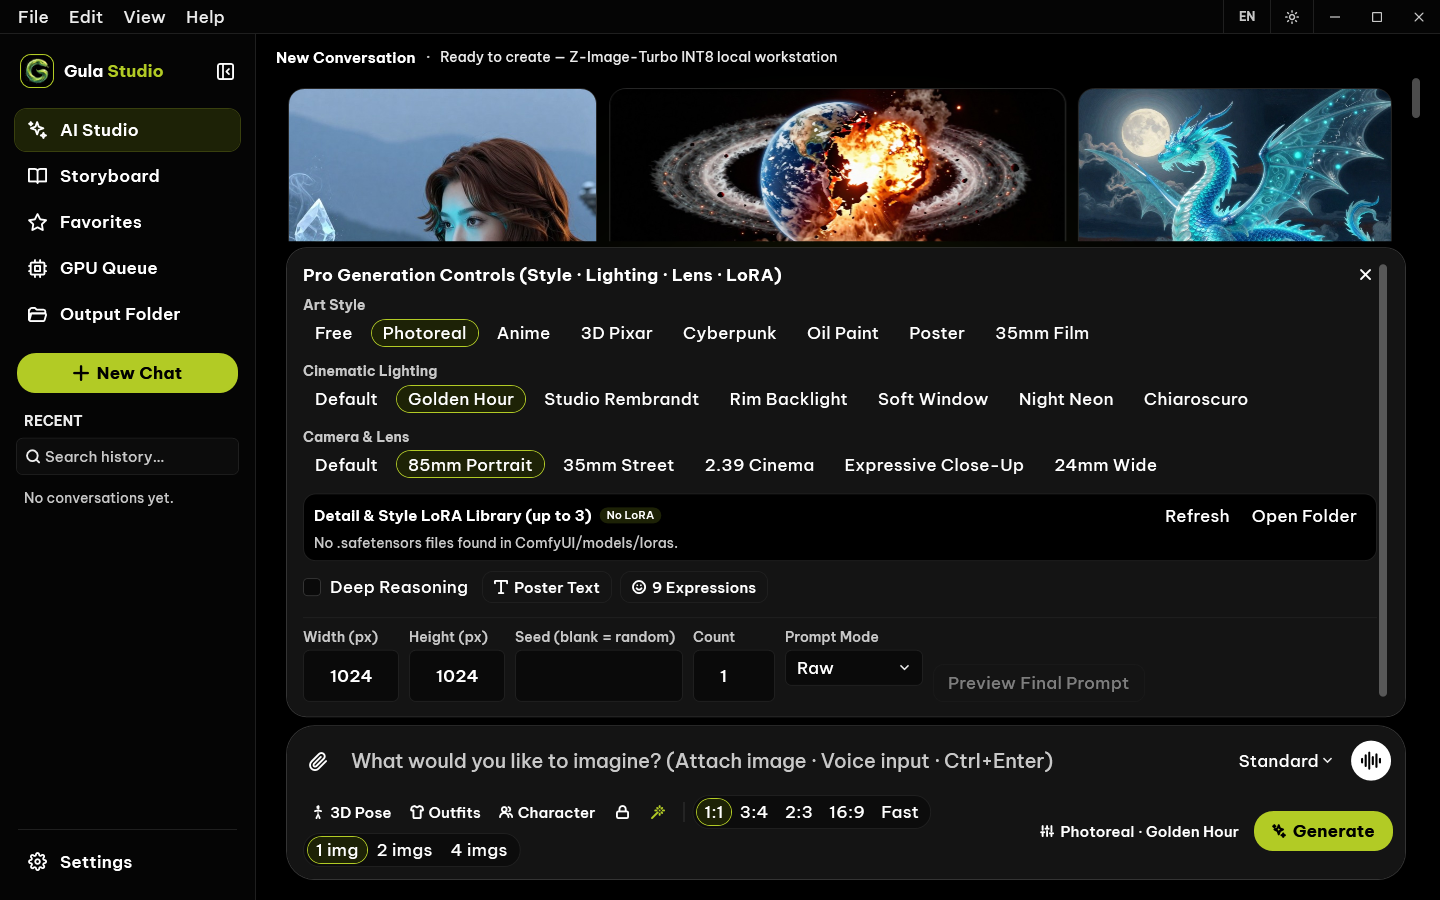 File Edit View Help
EN
Gula Studio
AI Studio
Storyboard
Favorites
GPU Queue
Output Folder
New Chat
RECENT
Search history...
No conversations yet.
Settings
New Conversation · Ready to create — Z-Image-Turbo INT8 local workstation
Pro Generation Controls (Style · Lighting · Lens · LoRA)
Art Style
Free Photoreal Anime 3D Pixar Cyberpunk Oil Paint Poster 35mm Film
Cinematic Lighting
Default Golden Hour Studio Rembrandt Rim Backlight Soft Window Night Neon Chiaroscuro
Camera & Lens
Default 85mm Portrait 35mm Street 2.39 Cinema Expressive Close-Up 24mm Wide
Detail & Style LoRA Library (up to 3) No LoRA Refresh Open Folder
No .safetensors files found in ComfyUI/models/loras.
Deep Reasoning Poster Text 9 Expressions
Width (px) Height (px) Seed (blank = random) Count Prompt Mode
1024 1024 1 Raw Preview Final Prompt
What would you like to imagine? (Attach image · Voice input · Ctrl+Enter) Standard
3D Pose Outfits Character 1:1 3:4 2:3 16:9 Fast
1 img 2 imgs 4 imgs
Photoreal · Golden Hour Generate